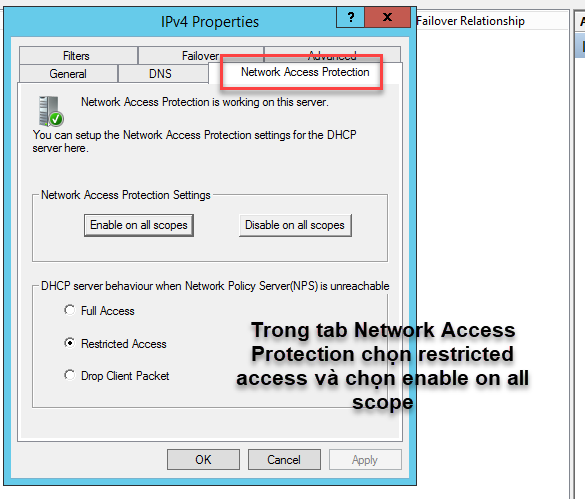 IPv4 Properties
? x
Failover Relationship
Filters
Failover
Advanced
General
DNS
Network Access Protection
Network Access Protection is working on this server.
You can setup the Network Access Protection settings for the DHCP
server here.
Network Access Protection Settings
Enable on all scopes
Disable on all scopes
DHCP server behaviour when Network Policy Server(NPS) is unreachable
Full Access
Restricted Access
Drop Client Packet
Trong tab Network Access
Protection chọn restricted
access và chọn enable on all
scope
OK
Cancel
Apply